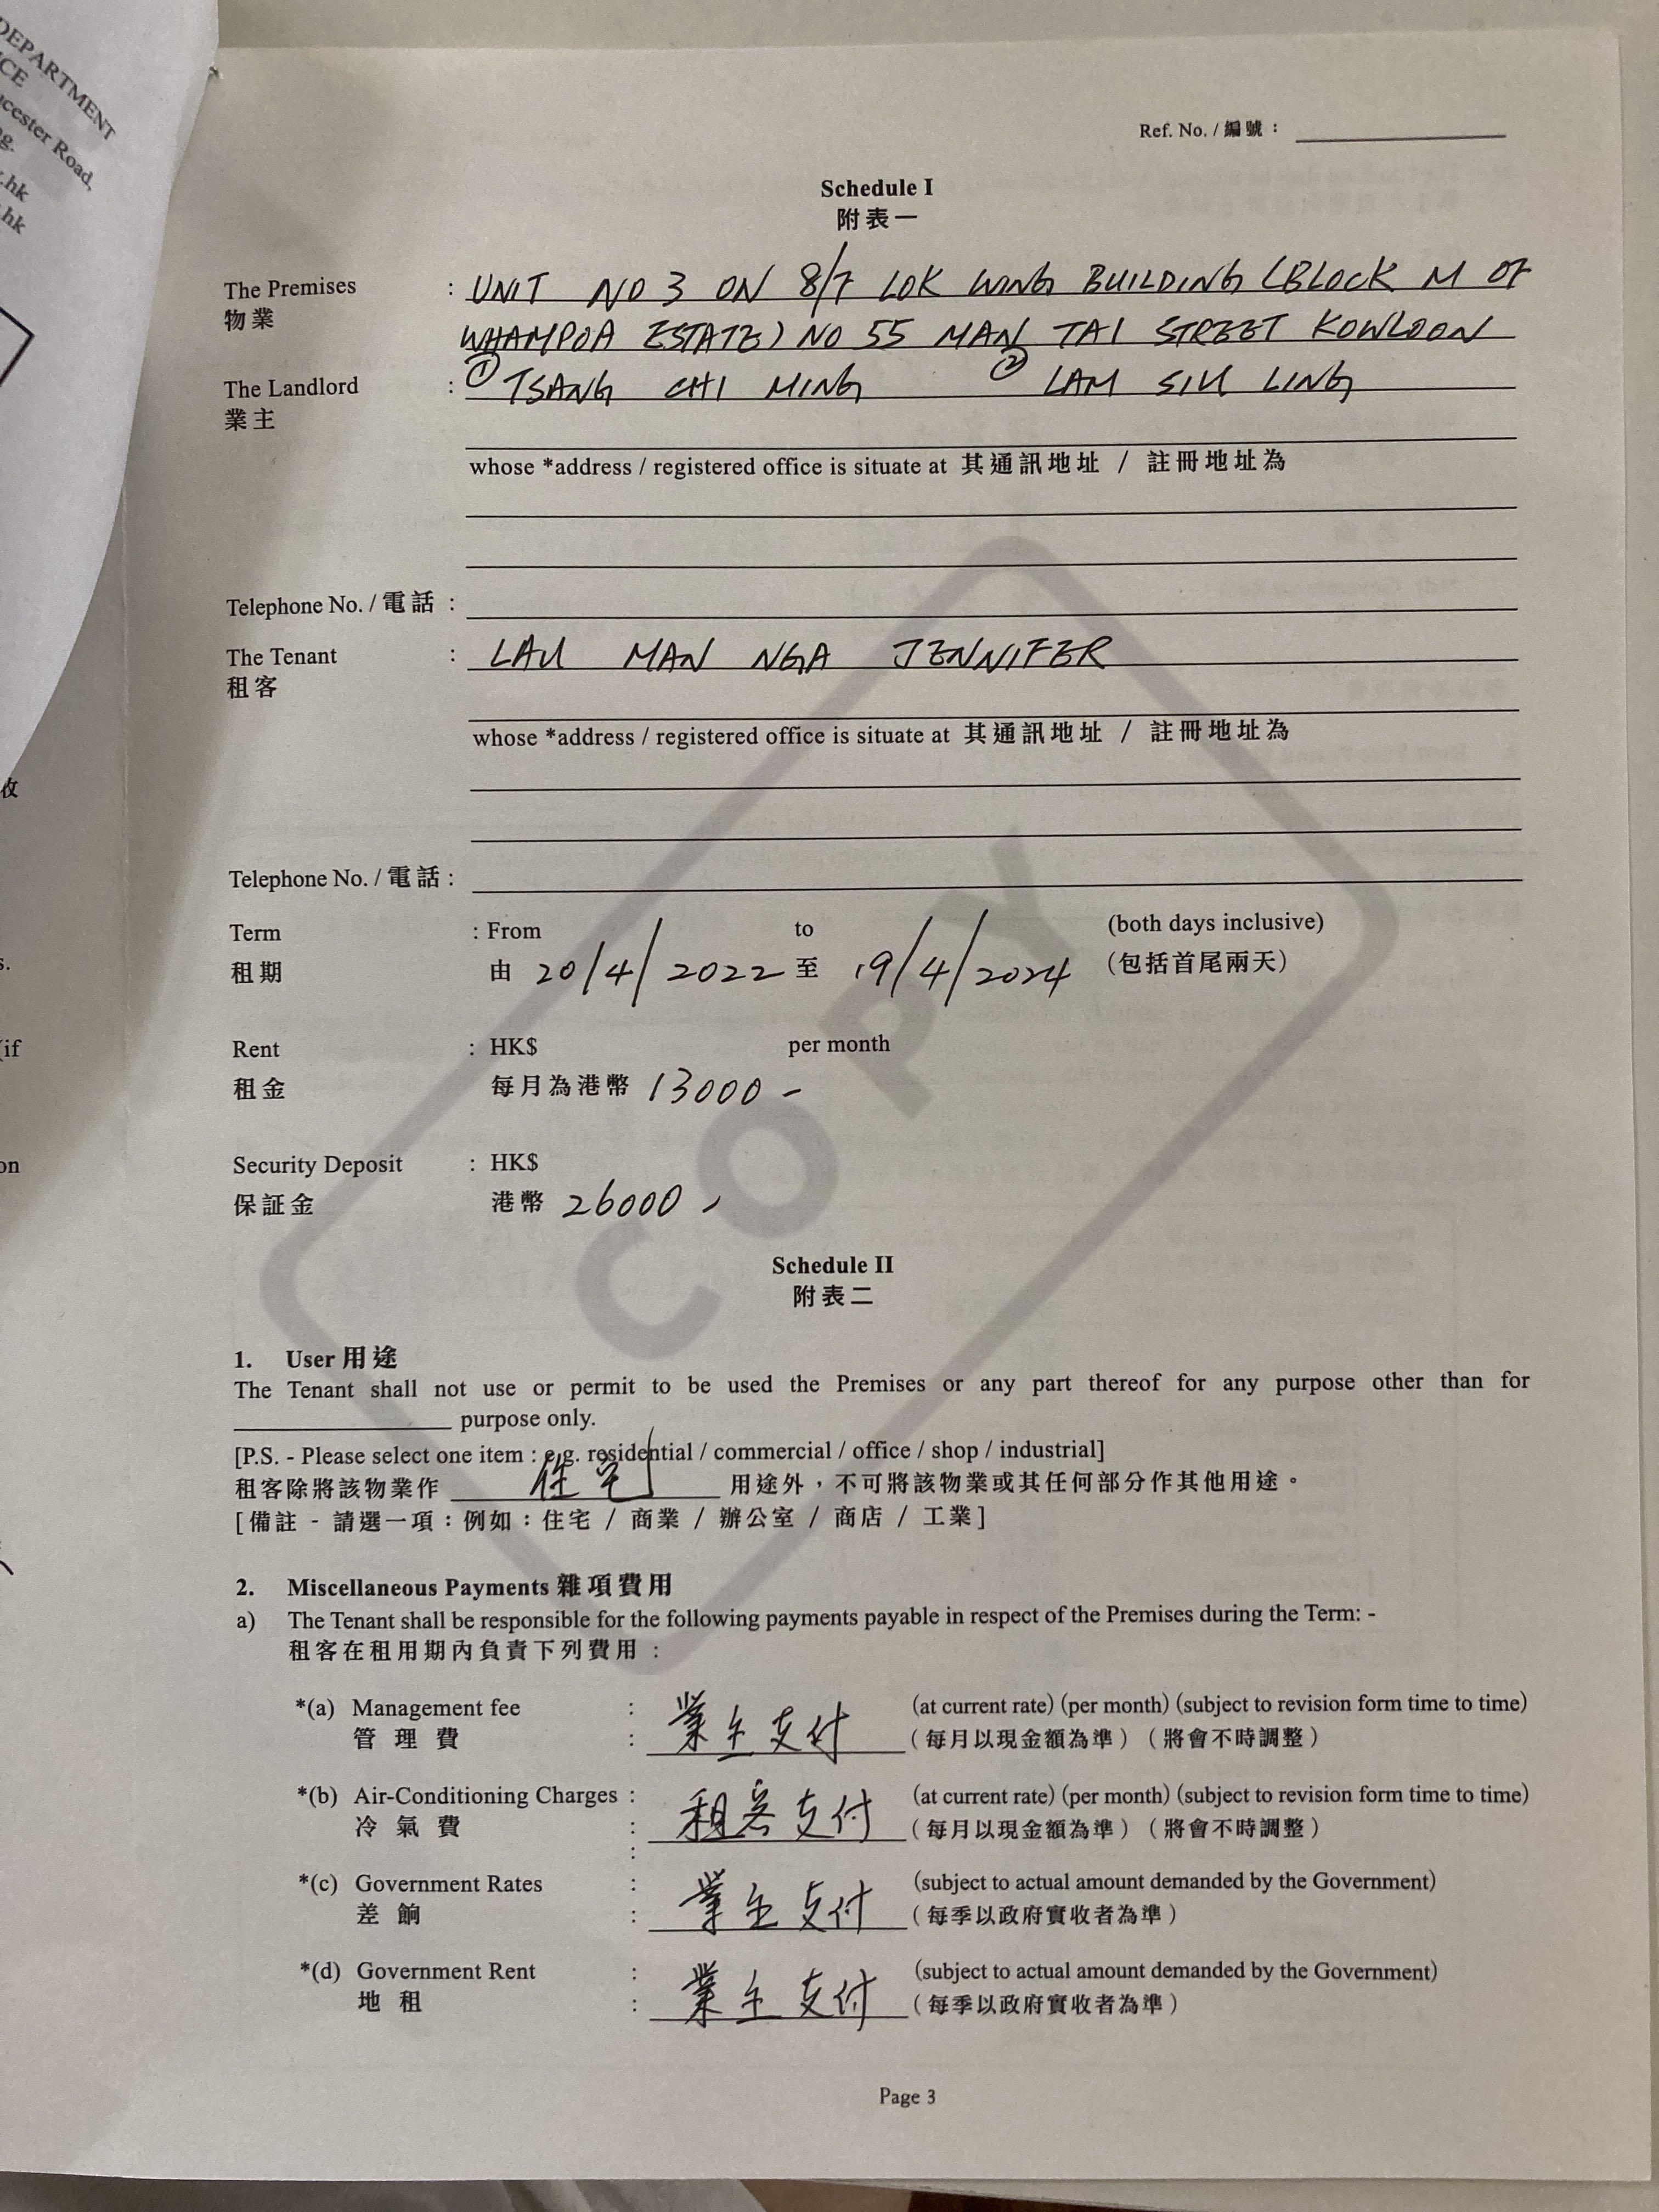 DEPARTMENT
Road,
.hk
.hk
收
s.
(if
on
Ref. No. / 編號：
Schedule I
附表一
The Premises : UNIT NO 3 ON 8/F LOK WING BUILDING (BLOCK M OF
物業
WHAMPOA ESTATE) NO 55 MAN TAI STREET KOWLOON
The Landlord : ① TSANG CHI MING ② LAM SIU LING
業主
whose *address / registered office is situate at 其通訊地址 / 註冊地址為
Telephone No. / 電話 :
The Tenant : LAU MAN NGA JENNIFER
租客
whose *address / registered office is situate at 其通訊地址 / 註冊地址為
Telephone No. / 電話 :
Term : From to (both days inclusive)
租期 由 20/4/2022 至 19/4/2024 (包括首尾兩天)
Rent : HK$ per month
租金 每月為港幣 13000 -
Security Deposit : HK$
保証金 港幣 26000 -
COPY
Schedule II
附表二
1. User 用途
The Tenant shall not use or permit to be used the Premises or any part thereof for any purpose other than for
purpose only.
[P.S. - Please select one item : e.g. residential / commercial / office / shop / industrial]
租客除將該物業作 住宅 用途外，不可將該物業或其任何部分作其他用途。
[備註 - 請選一項：例如：住宅 / 商業 / 辦公室 / 商店 / 工業]
2. Miscellaneous Payments 雜項費用
a) The Tenant shall be responsible for the following payments payable in respect of the Premises during the Term: -
租客在租用期內負責下列費用：
*(a) Management fee : (at current rate) (per month) (subject to revision form time to time)
管理費 : 業主支付 (每月以現金額為準) (將會不時調整)
*(b) Air-Conditioning Charges : (at current rate) (per month) (subject to revision form time to time)
冷氣費 : 租客支付 (每月以現金額為準) (將會不時調整)
:
*(c) Government Rates : (subject to actual amount demanded by the Government)
差餉 : 業主支付 (每季以政府實收者為準)
*(d) Government Rent : (subject to actual amount demanded by the Government)
地租 : 業主支付 (每季以政府實收者為準)
Page 3